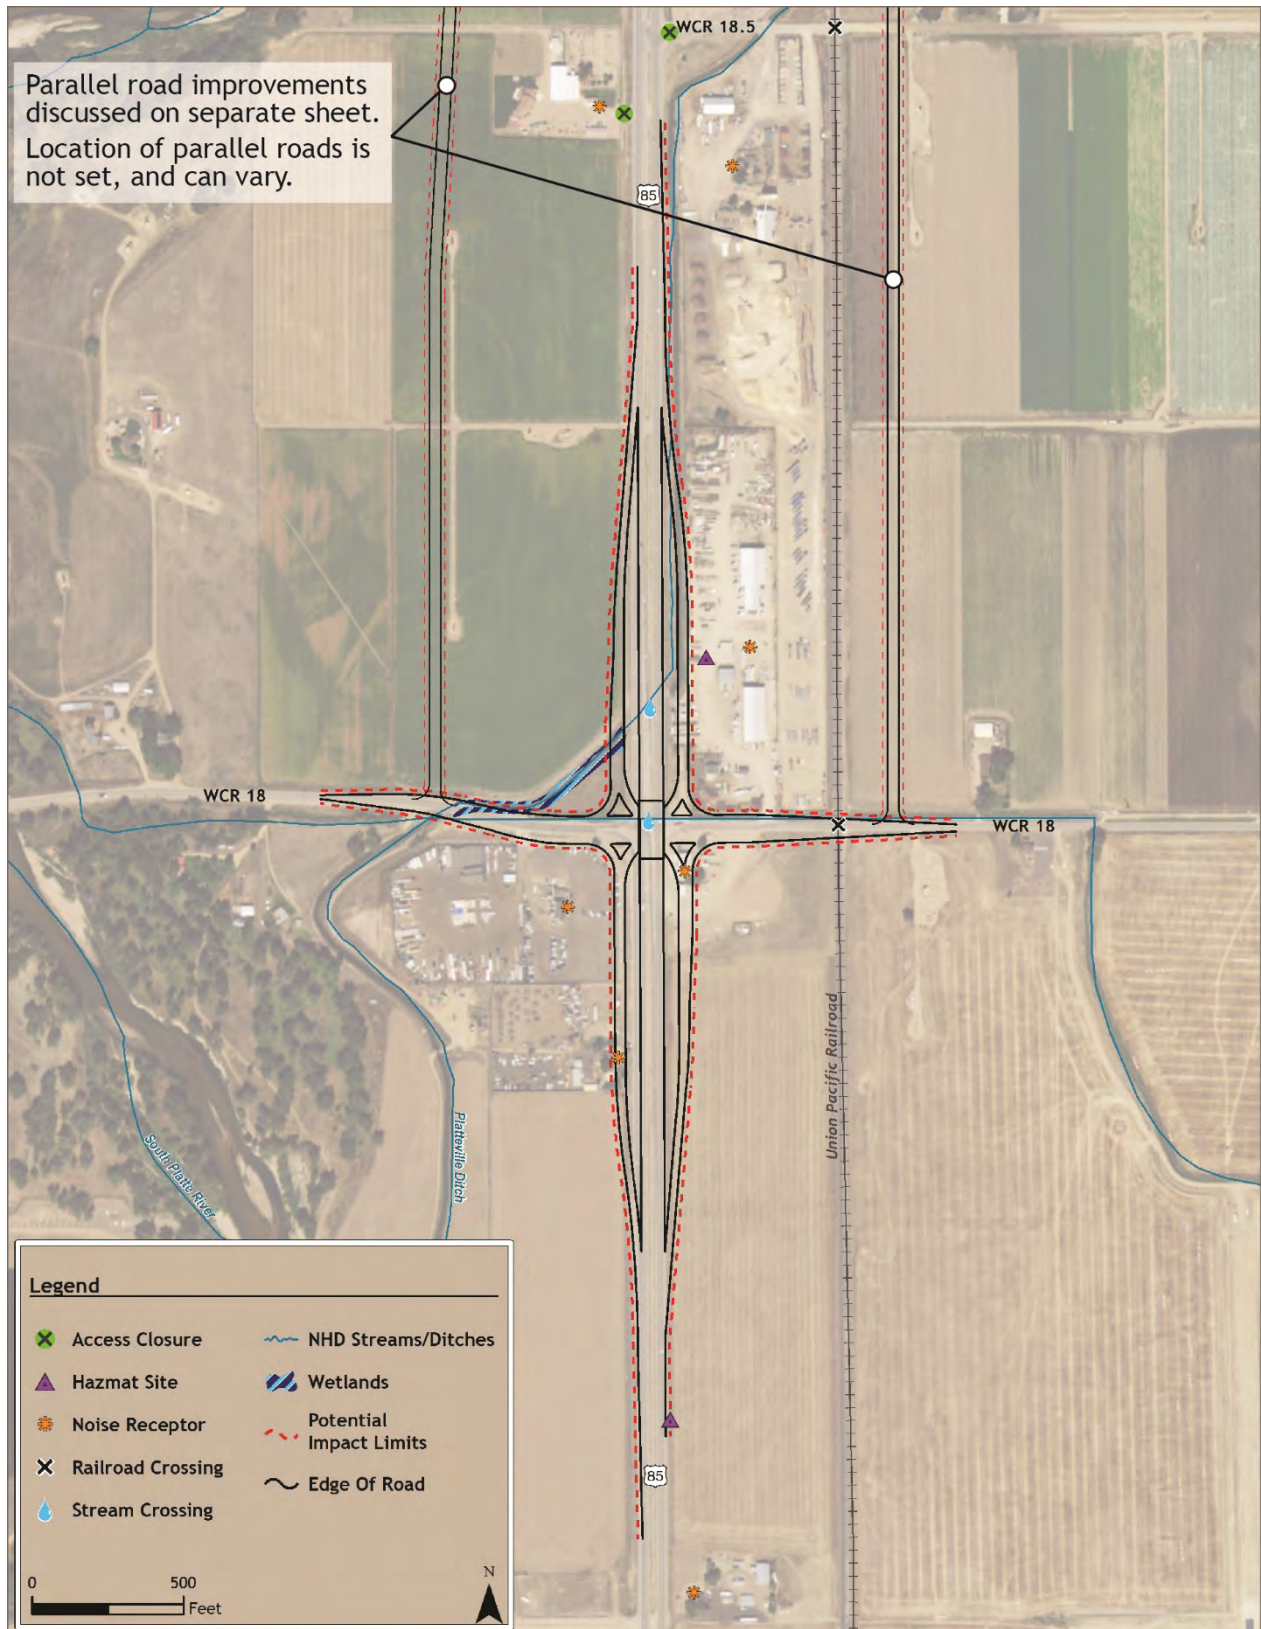 WCR 18.5
Parallel road improvements
discussed on separate sheet.
Location of parallel roads is
not set, and can vary.
85
WCR 18
WCR 18
Union Pacific Railroad
Platteville Ditch
South Platte River
85
Legend
Access Closure
Hazmat Site
Noise Receptor
Railroad Crossing
Stream Crossing
NHD Streams/Ditches
Wetlands
Potential
Impact Limits
Edge Of Road
0 500
Feet
N